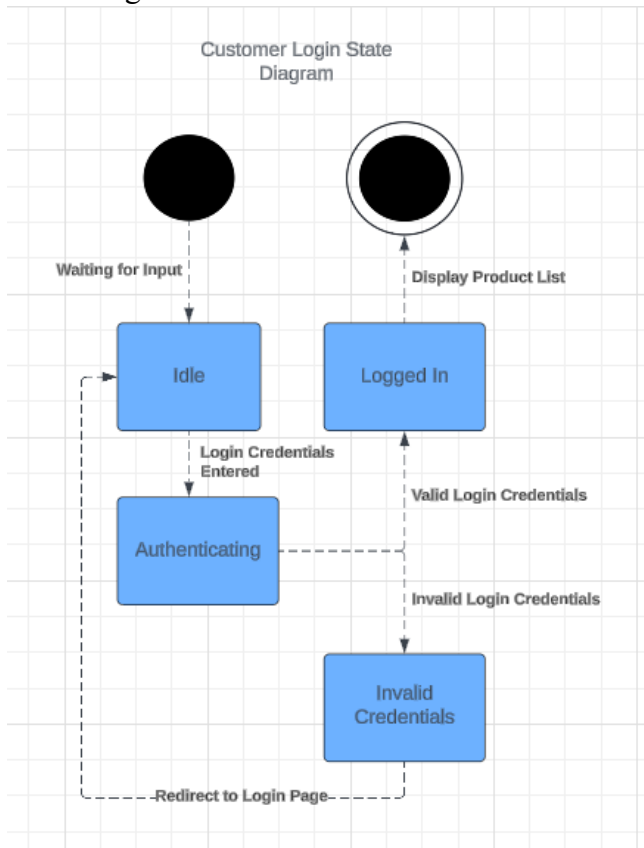 Customer Login State
Diagram
Waiting for Input
Display Product List
Idle
Logged In
Login Credentials
Entered
Valid Login Credentials
Authenticating
Invalid Login Credentials
Invalid
Credentials
Redirect to Login Page